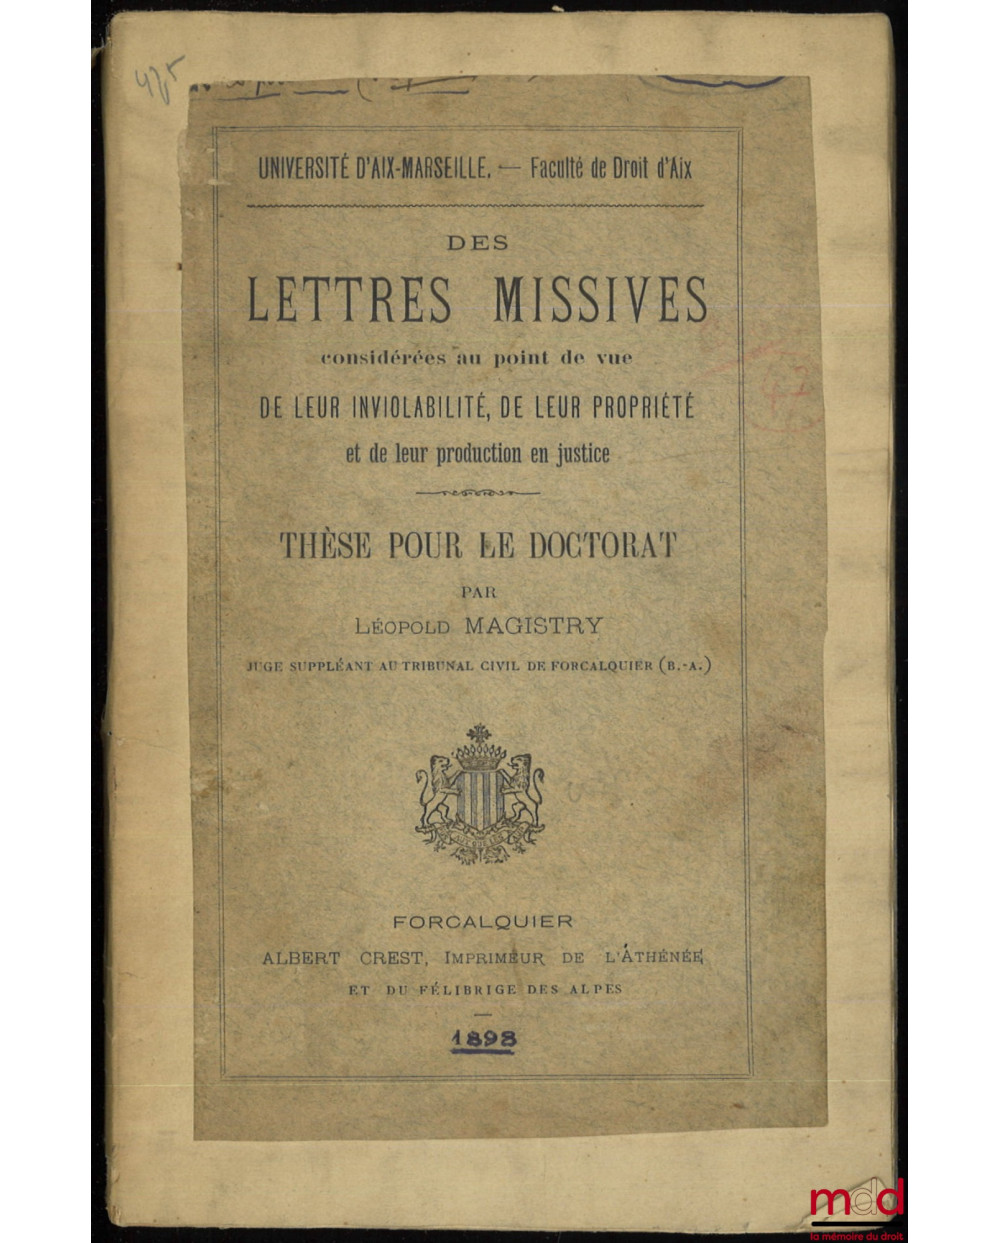 425
UNIVERSITÉ D'AIX-MARSEILLE. — Faculté de Droit d'Aix
DES
LETTRES MISSIVES
considérées au point de vue
DE LEUR INVIOLABILITÉ, DE LEUR PROPRIÉTÉ
et de leur production en justice
THÈSE POUR LE DOCTORAT
PAR
LÉOPOLD MAGISTRY
JUGE SUPPLÉANT AU TRIBUNAL CIVIL DE FORCALQUIER (B.-A.)
FORCALQUIER
ALBERT CREST, IMPRIMEUR DE L'ATHÉNÉE
ET DU FÉLIBRIGE DES ALPES
1898
mdd
la mémoire du droit